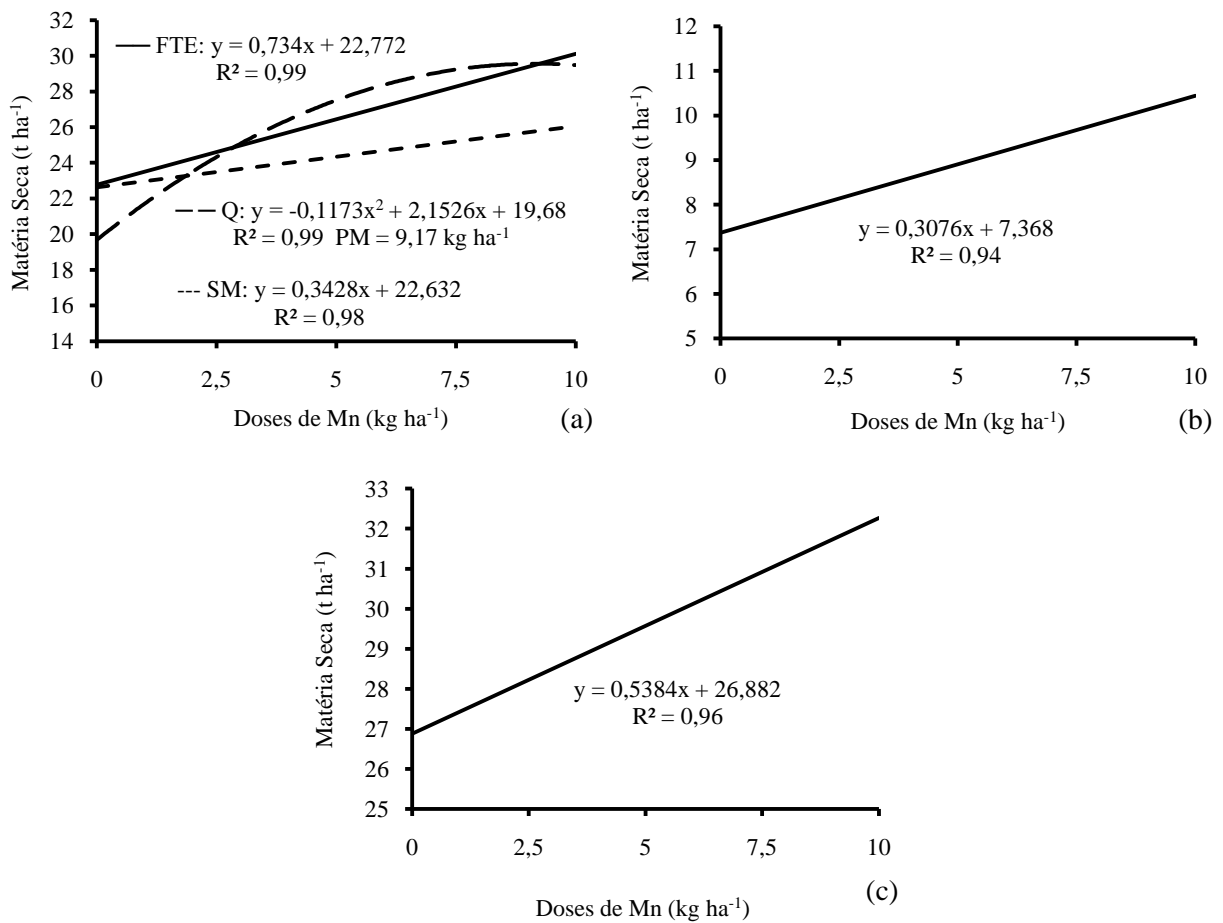 Matéria Seca (t ha-1)
32
30
28
26
24
22
20
18
16
14
FTE: y = 0,734x + 22,772
R² = 0,99
Q: y = -0,1173x2 + 2,1526x + 19,68
R² = 0,99 PM = 9,17 kg ha-1
--- SM: y = 0,3428x + 22,632
R² = 0,98
0 2,5 5 7,5 10
Doses de Mn (kg ha-1)
(a)
Matéria Seca (t ha-1)
12
11
10
9
8
7
6
5
y = 0,3076x + 7,368
R² = 0,94
0 2,5 5 7,5 10
Doses de Mn (kg ha-1)
(b)
Matéria Seca (t ha-1)
33
32
31
30
29
28
27
26
25
y = 0,5384x + 26,882
R² = 0,96
0 2,5 5 7,5 10
Doses de Mn (kg ha-1)
(c)